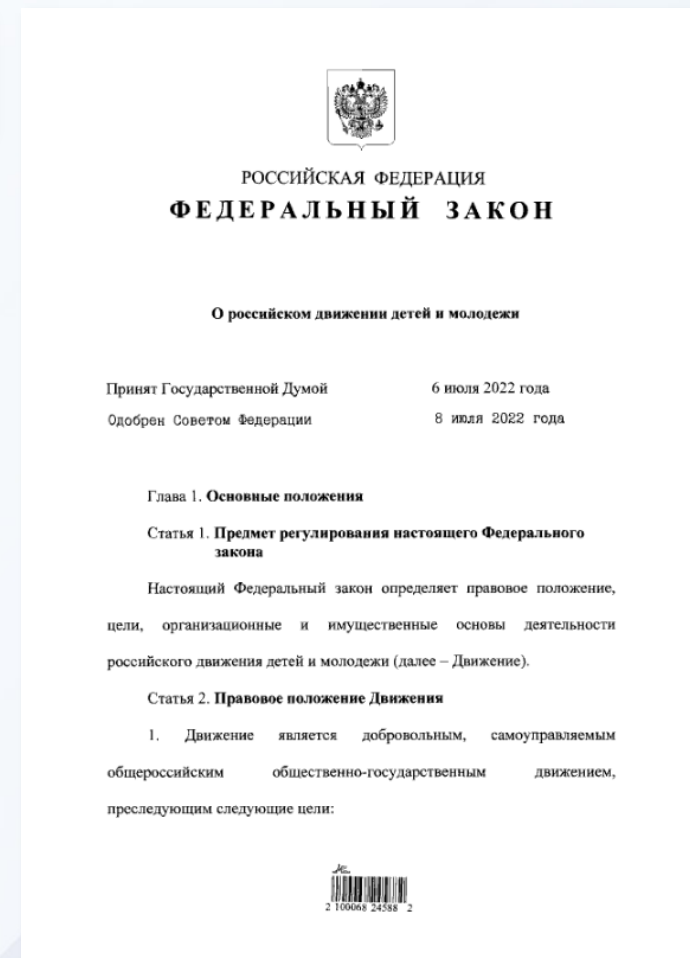 РОССИЙСКАЯ ФЕДЕРАЦИЯ
ФЕДЕРАЛЬНЫЙ ЗАКОН
О российском движении детей и молодежи
Принят Государственной Думой 6 июля 2022 года
Одобрен Советом Федерации 8 июля 2022 года
Глава 1. Основные положения
Статья 1. Предмет регулирования настоящего Федерального
закона
Настоящий Федеральный закон определяет правовое положение,
цели, организационные и имущественные основы деятельности
российского движения детей и молодежи (далее – Движение).
Статья 2. Правовое положение Движения
1. Движение является добровольным, самоуправляемым
общероссийским общественно-государственным движением,
преследующим следующие цели:
2 100068 24588 2